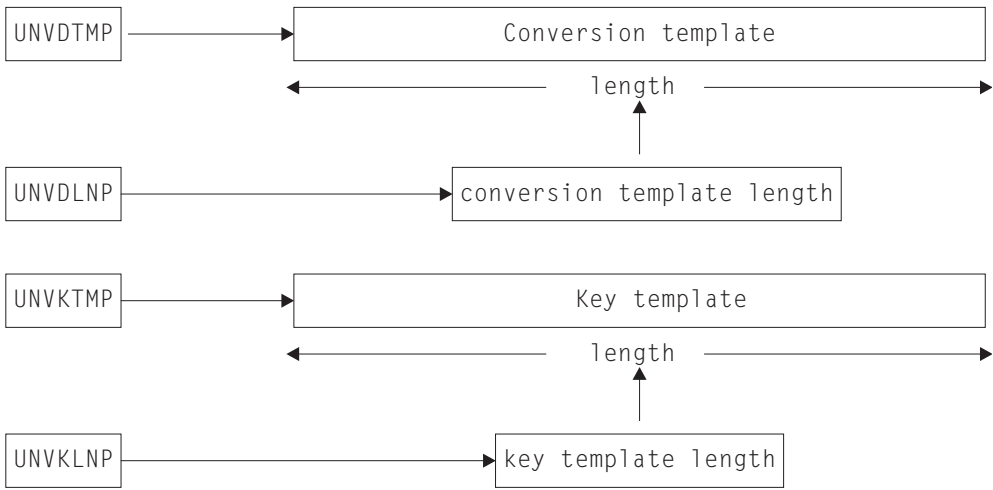 UNVDTMP Conversion template
length
UNVDLNP conversion template length
UNVKTMP Key template
length
UNVKLNP key template length